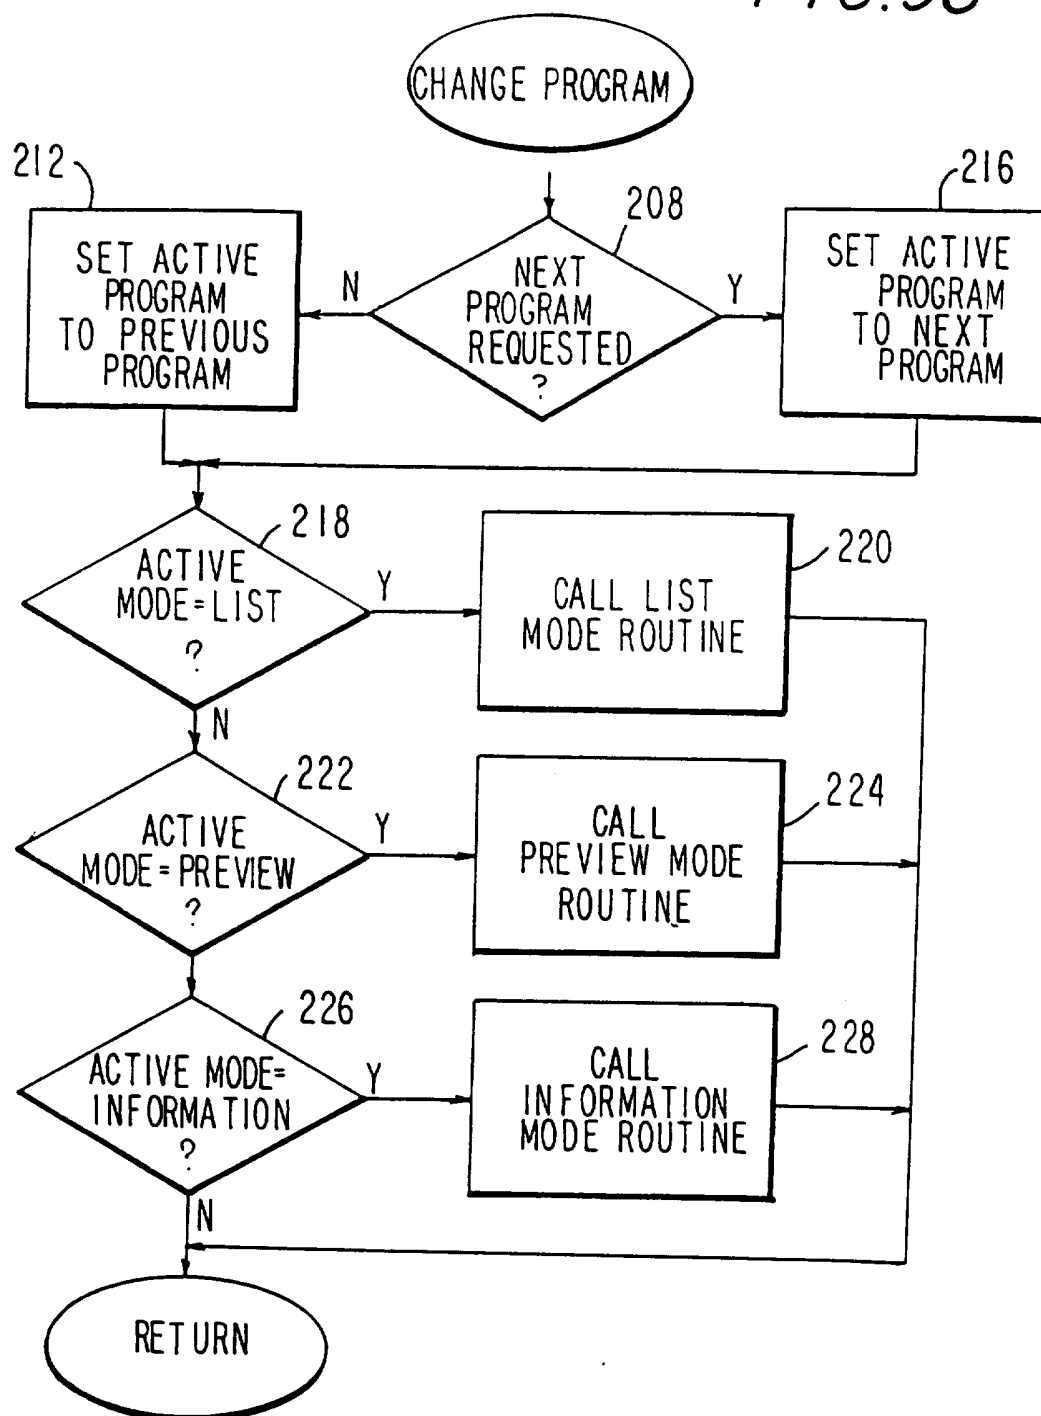 CHANGE PROGRAM
212
208
216
SET ACTIVE
PROGRAM
TO PREVIOUS
PROGRAM
N
NEXT
PROGRAM
REQUESTED
?
Y
SET ACTIVE
PROGRAM
TO NEXT
PROGRAM
218
ACTIVE
MODE=LIST
?
Y
N
220
CALL LIST
MODE ROUTINE
222
ACTIVE
MODE=PREVIEW
?
Y
224
CALL
PREVIEW MODE
ROUTINE
226
ACTIVE MODE=
INFORMATION
?
Y
N
228
CALL
INFORMATION
MODE ROUTINE
RETURN